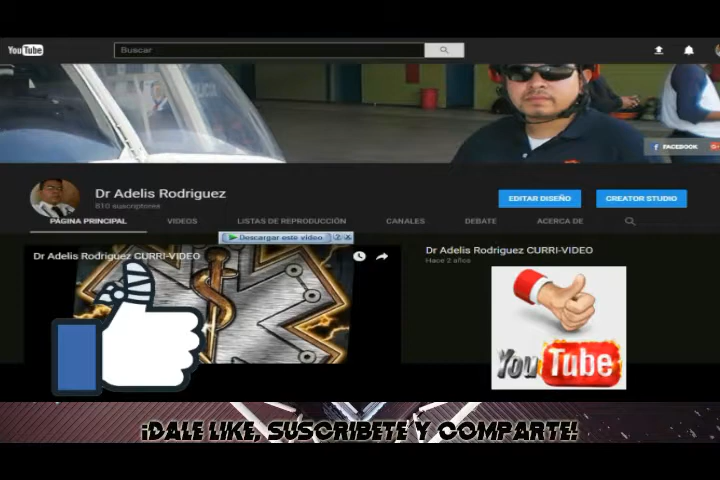 YouTube
Buscar
FACEBOOK
Dr Adelis Rodriguez
810 suscriptores
EDITAR DISEÑO
CREATOR STUDIO
PÁGINA PRINCIPAL
VIDEOS
LISTAS DE REPRODUCCIÓN
CANALES
DEBATE
ACERCA DE
Descargar este video
Dr Adelis Rodriguez CURRI-VIDEO
Dr Adelis Rodriguez CURRI-VIDEO
Hace 2 años
YouTube
¡DALE LIKE, SUSCRIBETE Y COMPARTE!